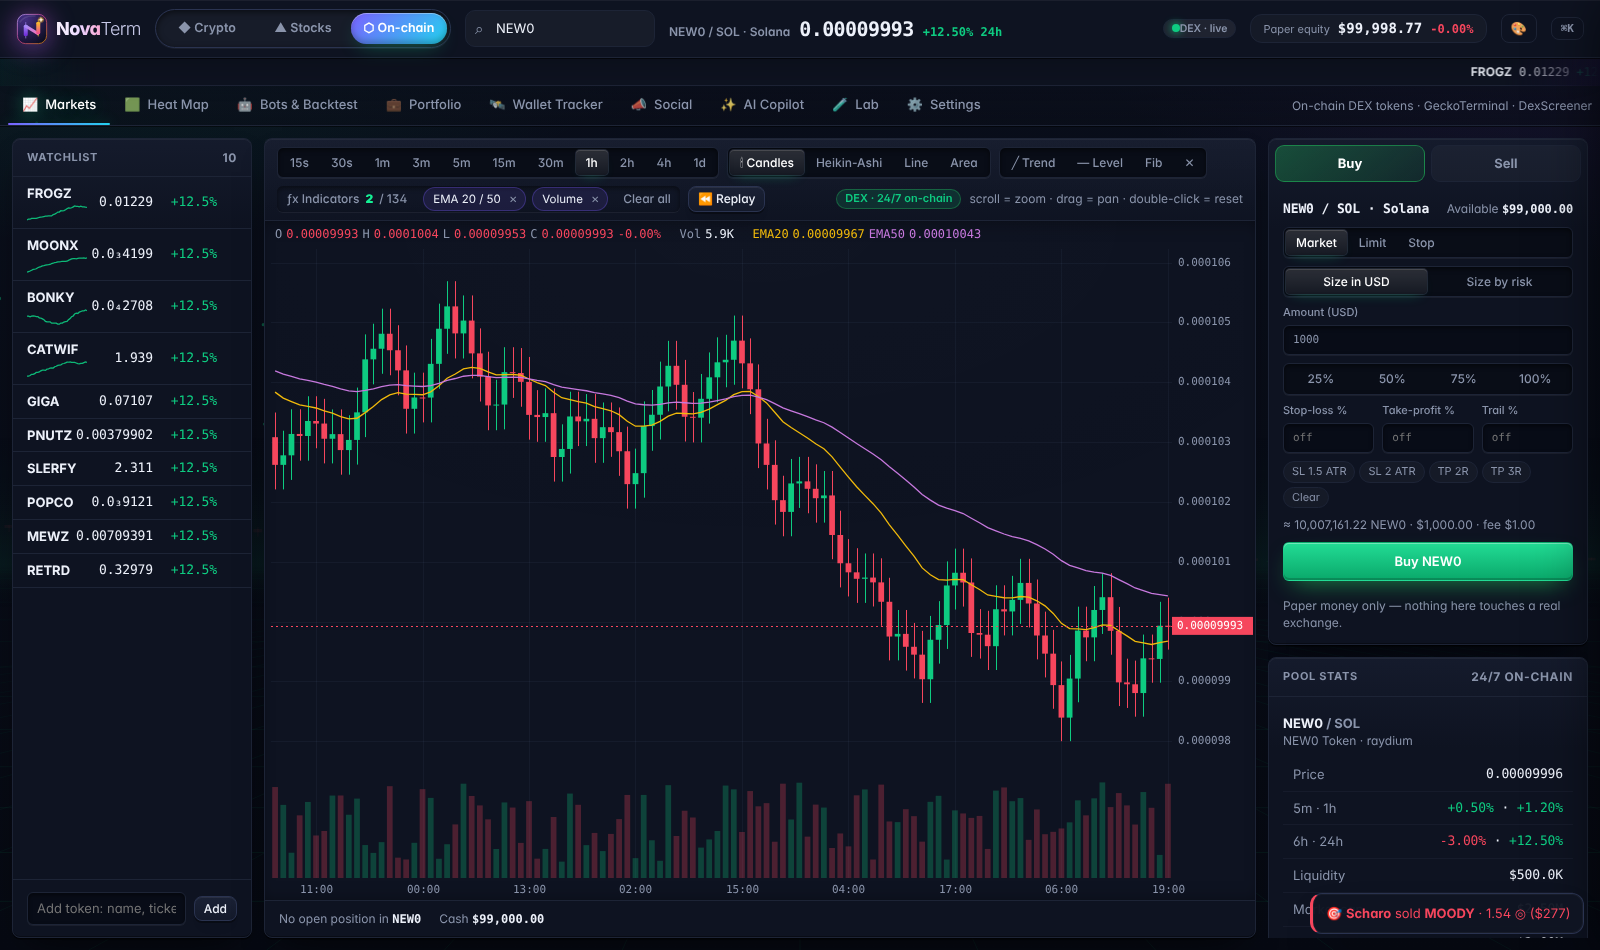 NovaTerm
Crypto
Stocks
On-chain
NEW0
NEW0 / SOL · Solana 0.00009993 +12.50% 24h
DEX · live
Paper equity $99,998.77 -0.00%
⌘K
FROGZ 0.01229
Markets
Heat Map
Bots & Backtest
Portfolio
Wallet Tracker
Social
AI Copilot
Lab
Settings
On-chain DEX tokens · GeckoTerminal · DexScreener
WATCHLIST 10
FROGZ 0.01229 +12.5%
MOONX 0.0₃4199 +12.5%
BONKY 0.0₄2708 +12.5%
CATWIF 1.939 +12.5%
GIGA 0.07107 +12.5%
PNUTZ 0.00379902 +12.5%
SLERFY 2.311 +12.5%
POPCO 0.0₃9121 +12.5%
MEWZ 0.00709391 +12.5%
RETRD 0.32979 +12.5%
Add token: name, ticke
Add
15s 30s 1m 3m 5m 15m 30m 1h 2h 4h 1d
Candles Heikin-Ashi Line Area
Trend Level Fib ×
ƒx Indicators 2 / 134
EMA 20 / 50 ×
Volume ×
Clear all
Replay
DEX · 24/7 on-chain
scroll = zoom · drag = pan · double-click = reset
O 0.00009993 H 0.0001004 L 0.00009953 C 0.00009993 -0.00% Vol 5.9K EMA20 0.00009967 EMA50 0.00010043
0.000106
0.000105
0.000104
0.000103
0.000102
0.000101
0.00009993
0.000099
0.000098
11:00 00:00 13:00 02:00 15:00 04:00 17:00 06:00 19:00
No open position in NEW0 Cash $99,000.00
Buy
Sell
NEW0 / SOL · Solana Available $99,000.00
Market Limit Stop
Size in USD Size by risk
Amount (USD)
1000
25% 50% 75% 100%
Stop-loss % Take-profit % Trail %
off off off
SL 1.5 ATR SL 2 ATR TP 2R TP 3R
Clear
≈ 10,007,161.22 NEW0 · $1,000.00 · fee $1.00
Buy NEW0
Paper money only — nothing here touches a real
exchange.
POOL STATS 24/7 ON-CHAIN
NEW0 / SOL
NEW0 Token · raydium
Price 0.00009996
5m · 1h +0.50% · +1.20%
6h · 24h -3.00% · +12.50%
Liquidity $500.0K
Scharo sold MOODY · 1.54 ◎ ($277)